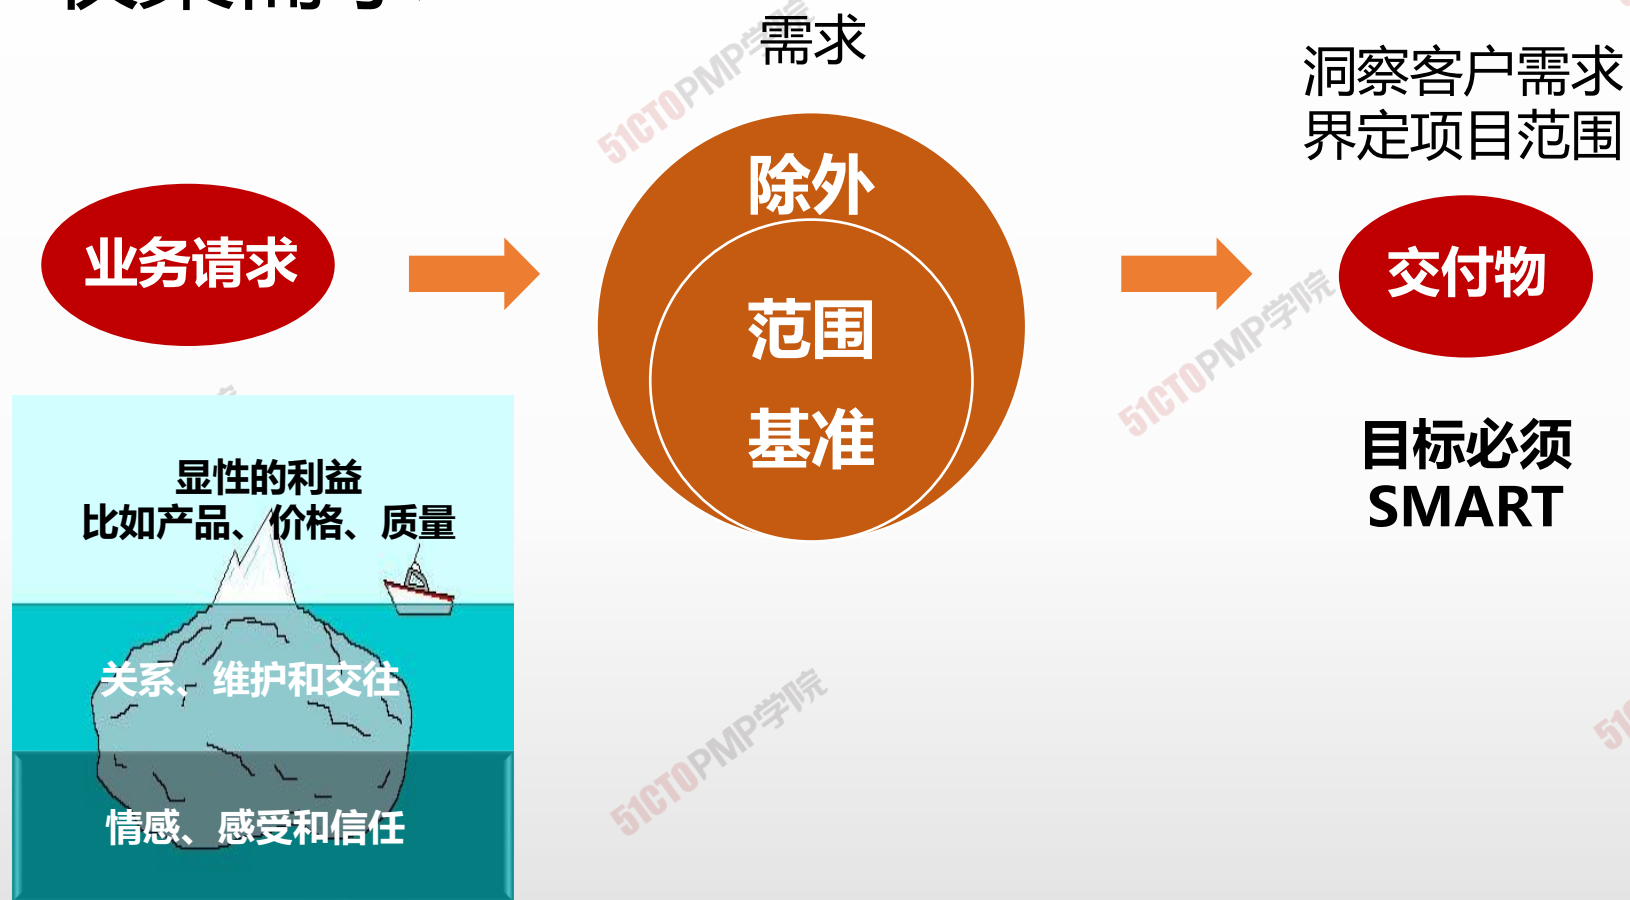 需求
洞察客户需求
界定项目范围
业务请求
除外
范围
基准
交付物
目标必须
SMART
显性的利益
比如产品、价格、质量
关系、维护和交往
情感、感受和信任
51CTOPMP学院
51CTOPMP学院
51CTOPMP学院